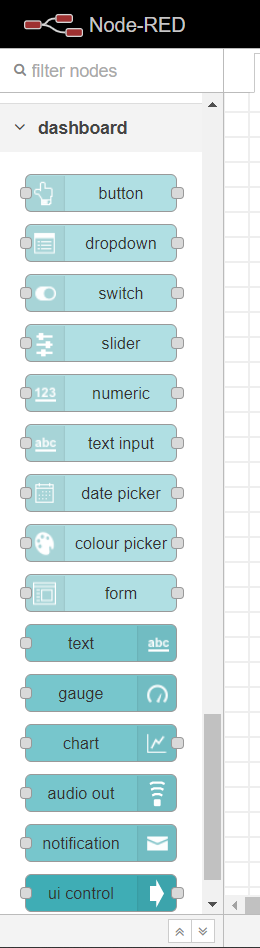 Node-RED
filter nodes
dashboard
button
dropdown
switch
slider
123 numeric
abc text input
date picker
colour picker
form
text abc
gauge
chart
audio out
notification
ui control